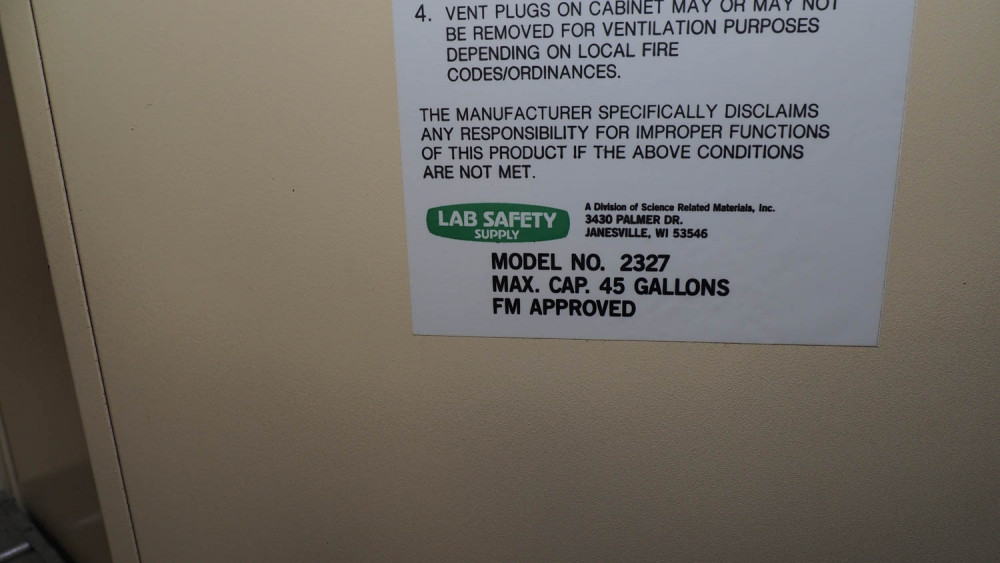 4. VENT PLUGS ON CABINET MAY OR MAY NOT
BE REMOVED FOR VENTILATION PURPOSES
DEPENDING ON LOCAL FIRE
CODES/ORDINANCES.
THE MANUFACTURER SPECIFICALLY DISCLAIMS
ANY RESPONSIBILITY FOR IMPROPER FUNCTIONS
OF THIS PRODUCT IF THE ABOVE CONDITIONS
ARE NOT MET.
LAB SAFETY
SUPPLY
A Division of Science Related Materials, Inc.
3430 PALMER DR.
JANESVILLE, WI 53546
MODEL NO. 2327
MAX. CAP. 45 GALLONS
FM APPROVED